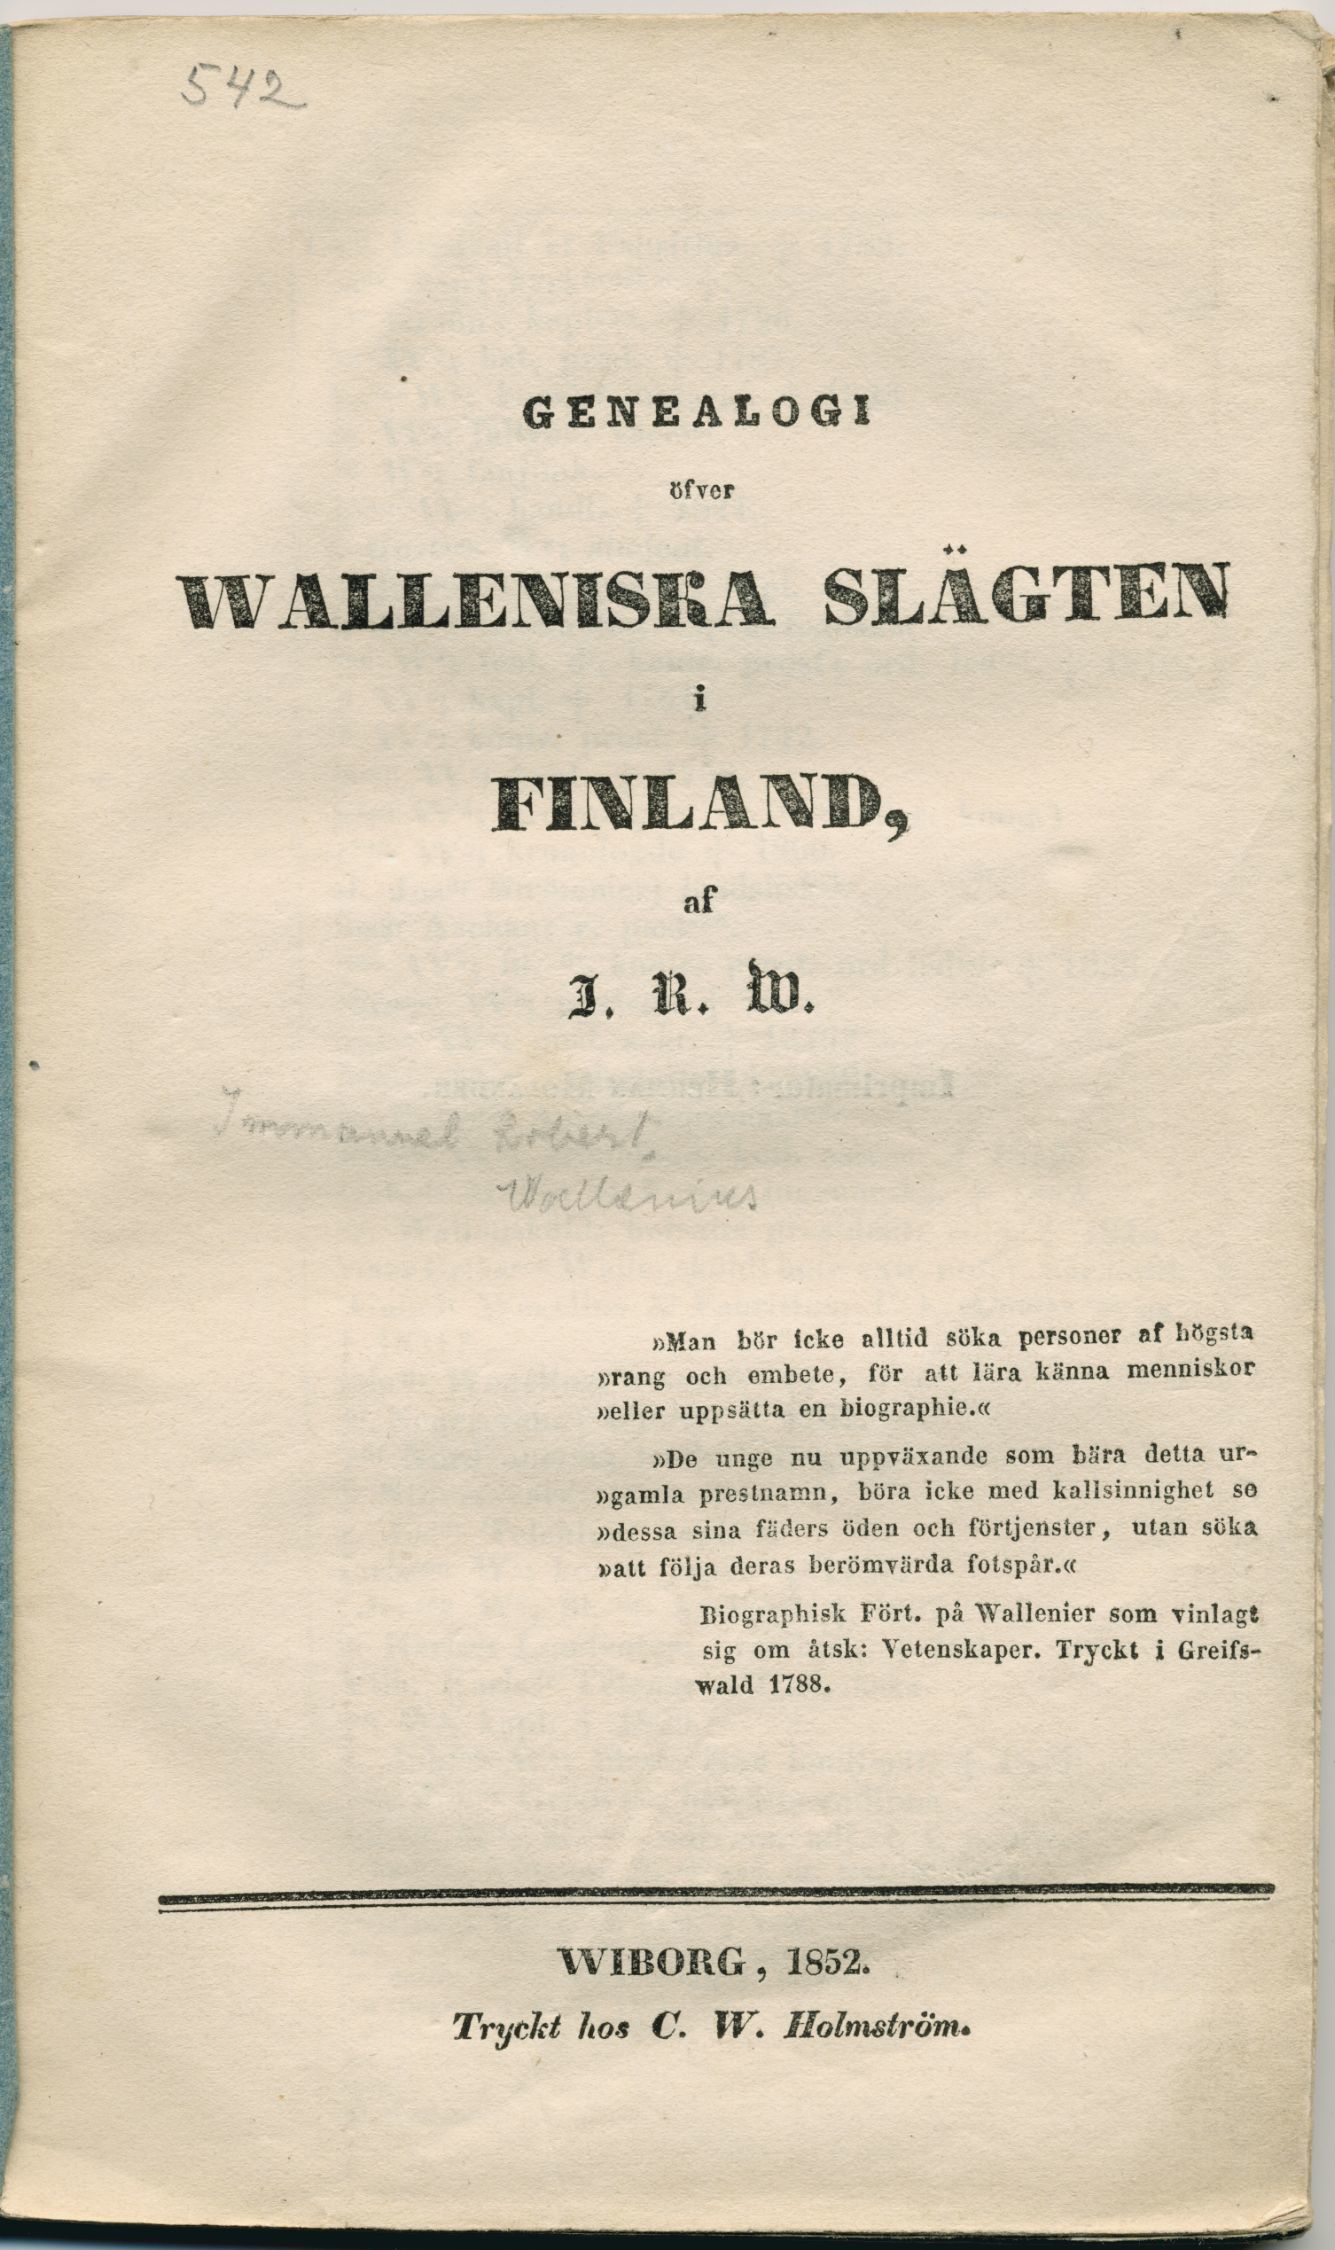 542
GENEALOGI
öfver
WALLENISKA SLÄGTEN
i
FINLAND,
af
I. R. W.
Immanuel Robert
Wallenius
»Man bör icke alltid söka personer af högsta
»rang och embete, för att lära känna menniskor
»eller uppsätta en biographie.«
»De unge nu uppväxande som bära detta ur-
»gamla prestnamn, böra icke med kallsinnighet se
»dessa sina fäders öden och förtjenster, utan söka
»att följa deras berömvärda fotspår.«
Biographisk Fört. på Wallenier som vinlagt
sig om åtsk: Vetenskaper. Tryckt i Greifs-
wald 1788.
WIBORG, 1852.
Tryckt hos C. W. Holmström.